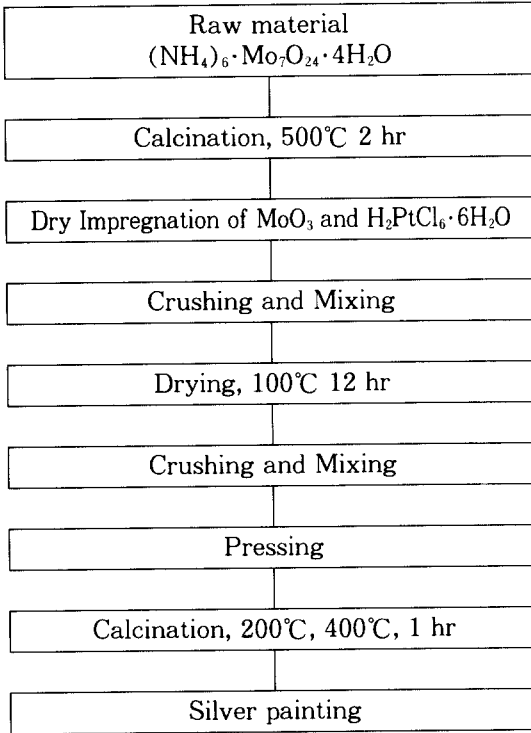 Raw material
(NH₄)₆·Mo₇O₂₄·4H₂O
Calcination, 500℃ 2 hr
Dry Impregnation of MoO₃ and H₂PtCl₆·6H₂O
Crushing and Mixing
Drying, 100℃ 12 hr
Crushing and Mixing
Pressing
Calcination, 200℃, 400℃, 1 hr
Silver painting